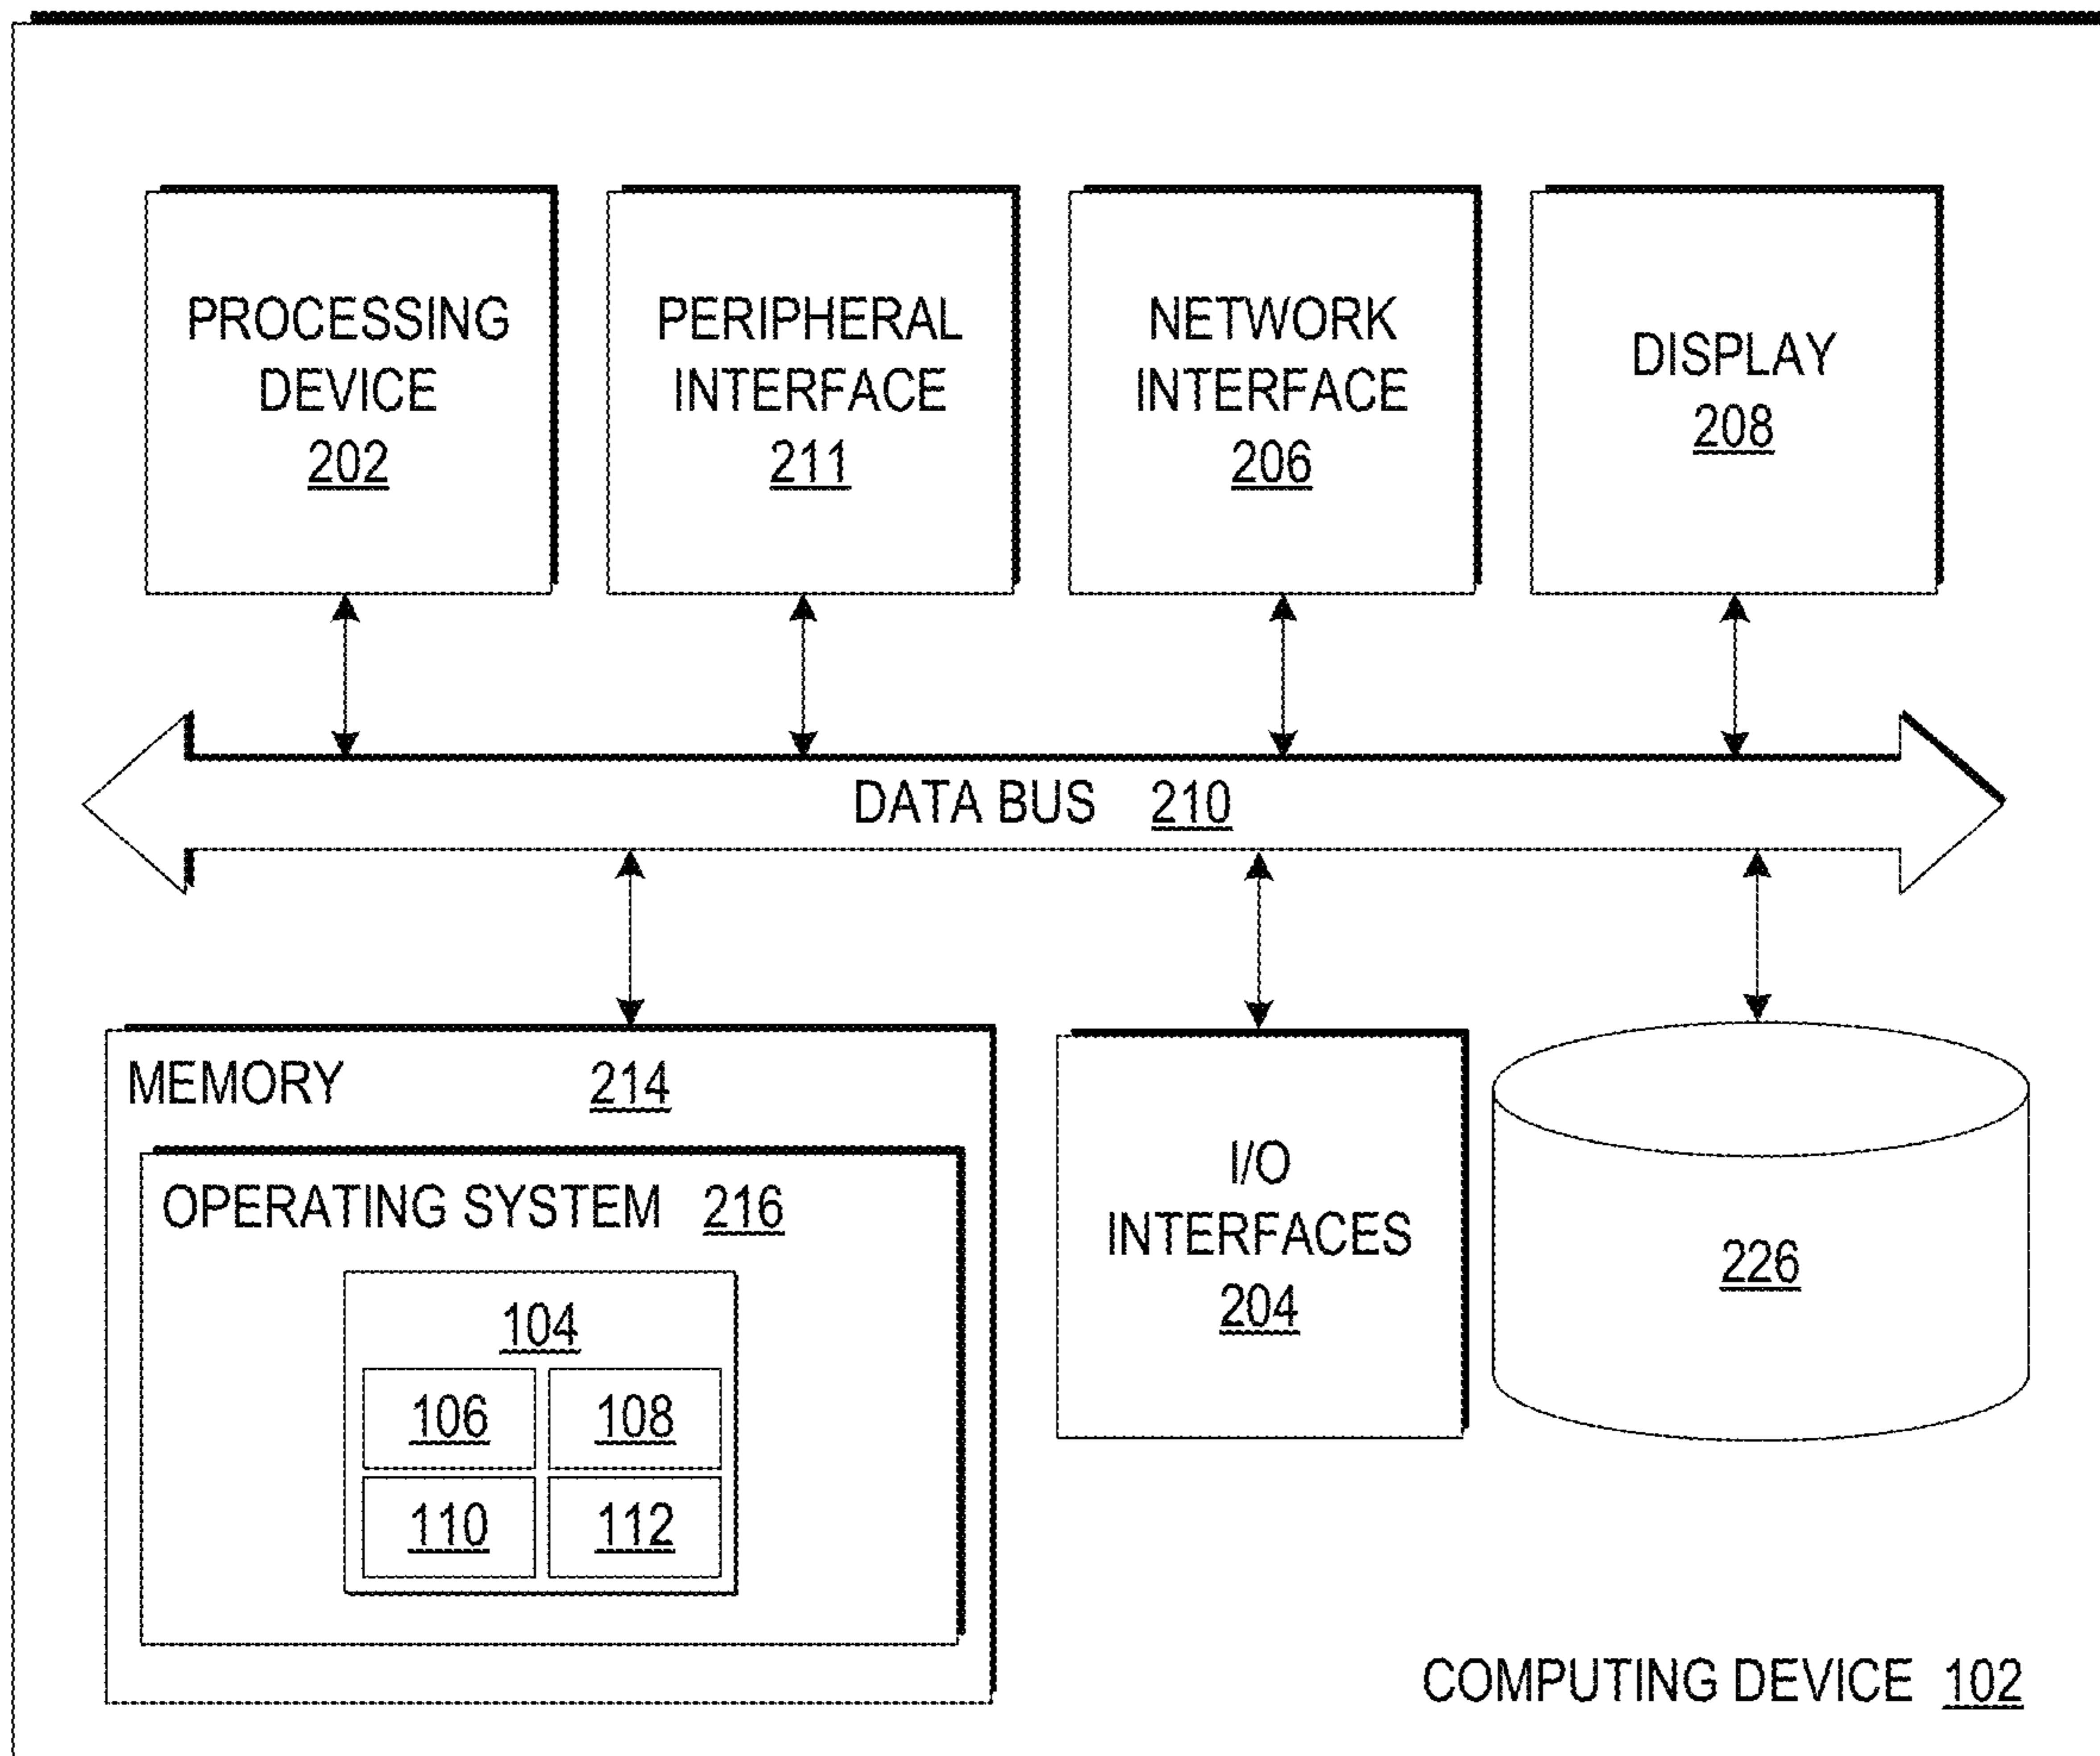 PROCESSING
DEVICE
202
PERIPHERAL
INTERFACE
211
NETWORK
INTERFACE
206
DISPLAY
208
DATA BUS 210
MEMORY 214
OPERATING SYSTEM 216
104
106 108
110 112
I/O
INTERFACES
204
226
COMPUTING DEVICE 102